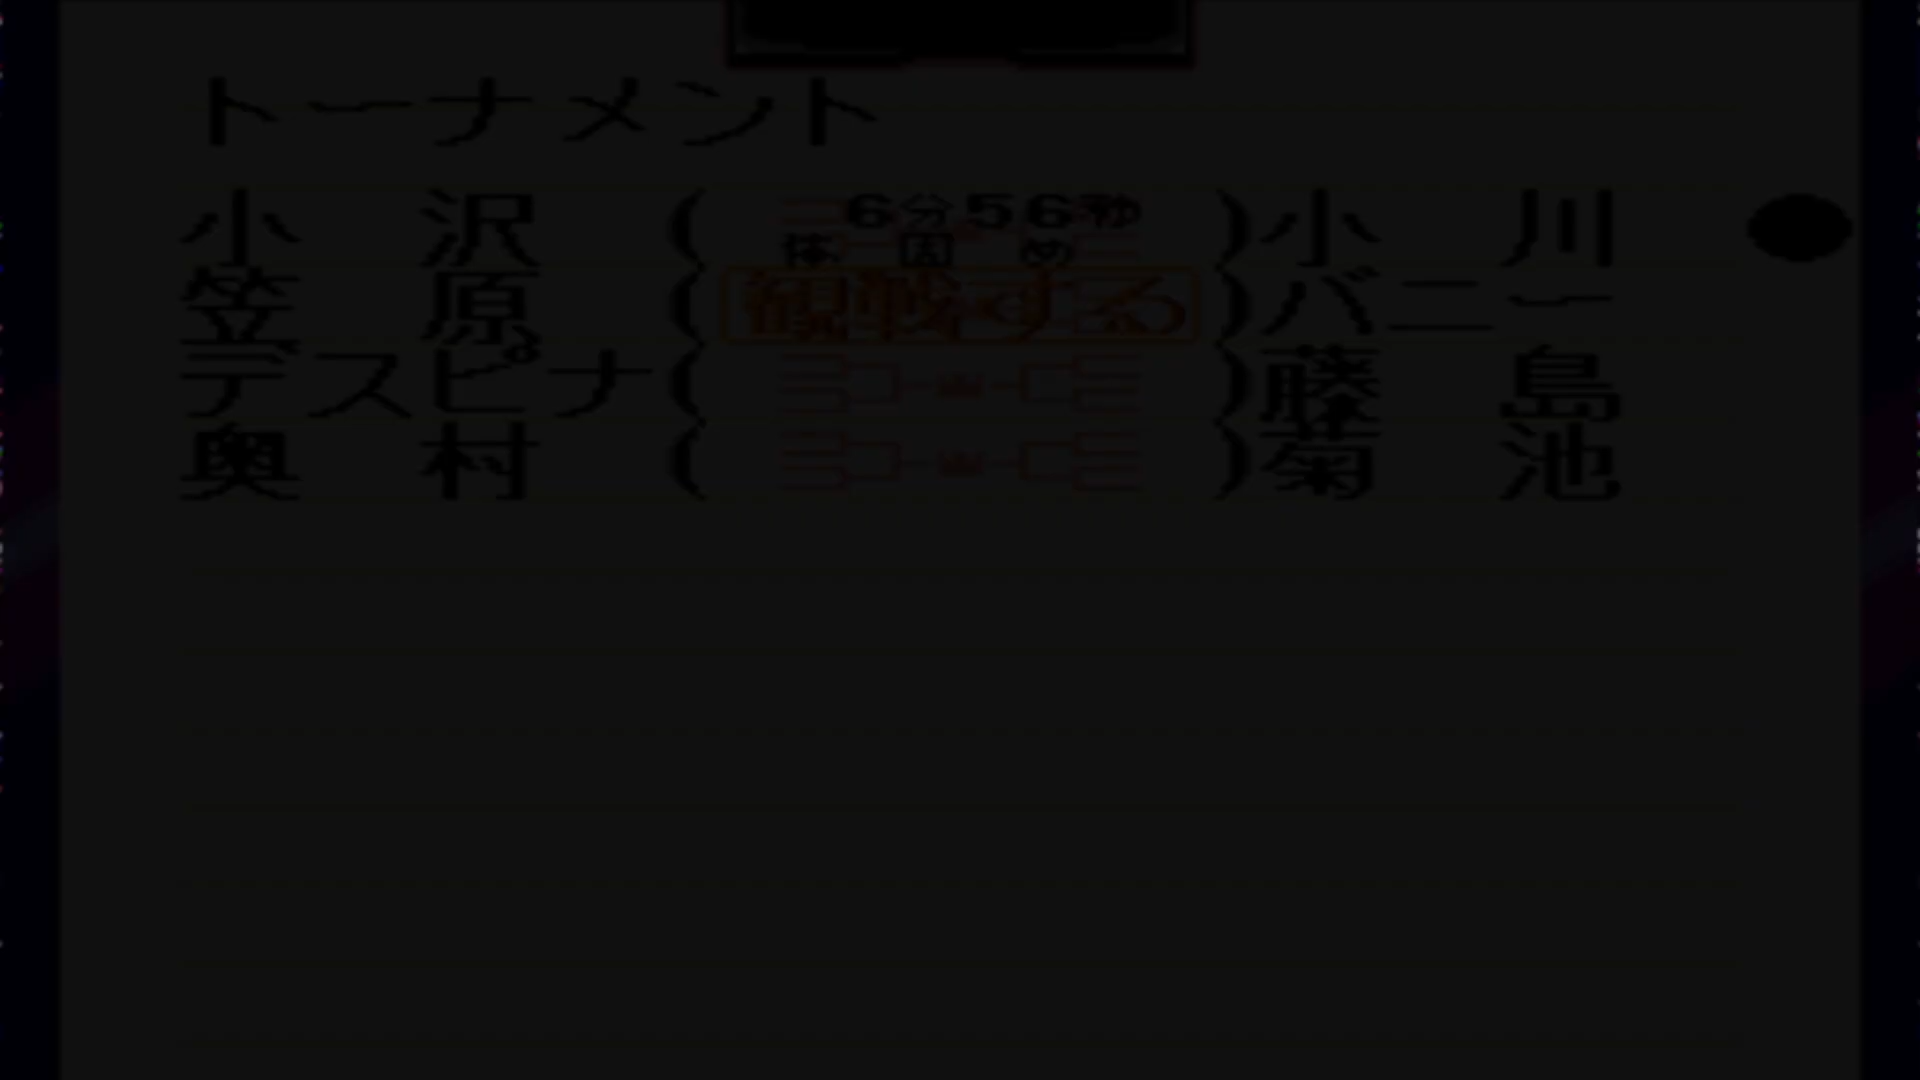 トーナメント
小沢(6分56秒)小川●
体固め
笠原(観戦する)バニー
デスピナ()藤島
奥村()菊池